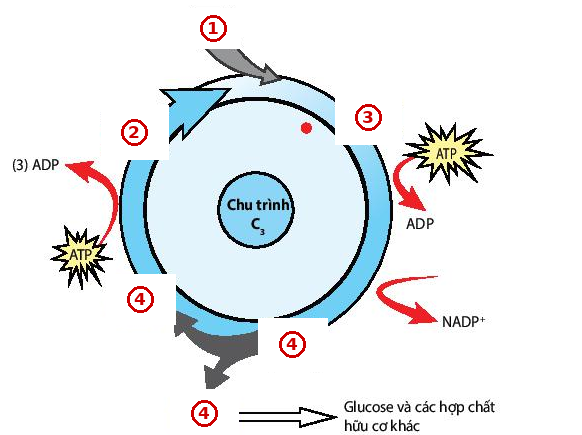 ①
②
③
(3) ADP
ATP
ATP
ADP
Chu trình
C₃
④
NADP⁺
④
④
Glucose và các hợp chất
hữu cơ khác